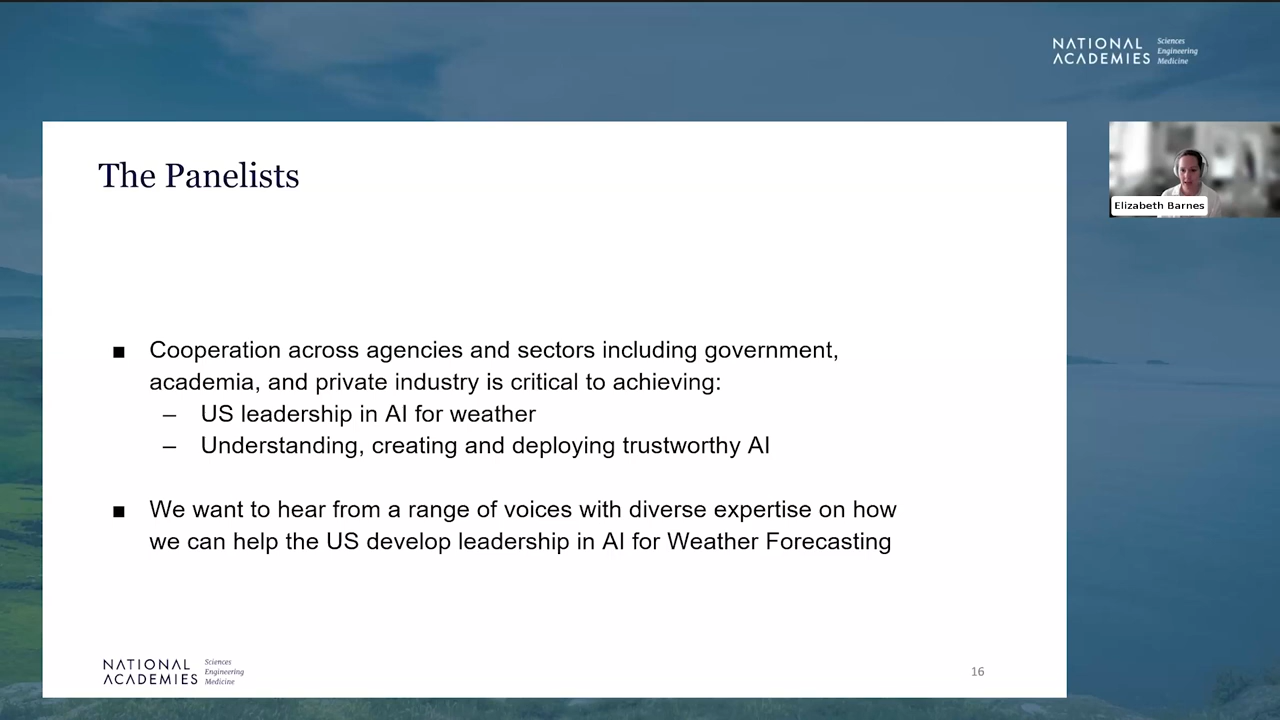 NATIONAL
ACADEMIES
Sciences
Engineering
Medicine
The Panelists
Elizabeth Barnes
■ Cooperation across agencies and sectors including government,
academia, and private industry is critical to achieving:
– US leadership in AI for weather
– Understanding, creating and deploying trustworthy AI
■ We want to hear from a range of voices with diverse expertise on how
we can help the US develop leadership in AI for Weather Forecasting
NATIONAL
ACADEMIES
Sciences
Engineering
Medicine
16